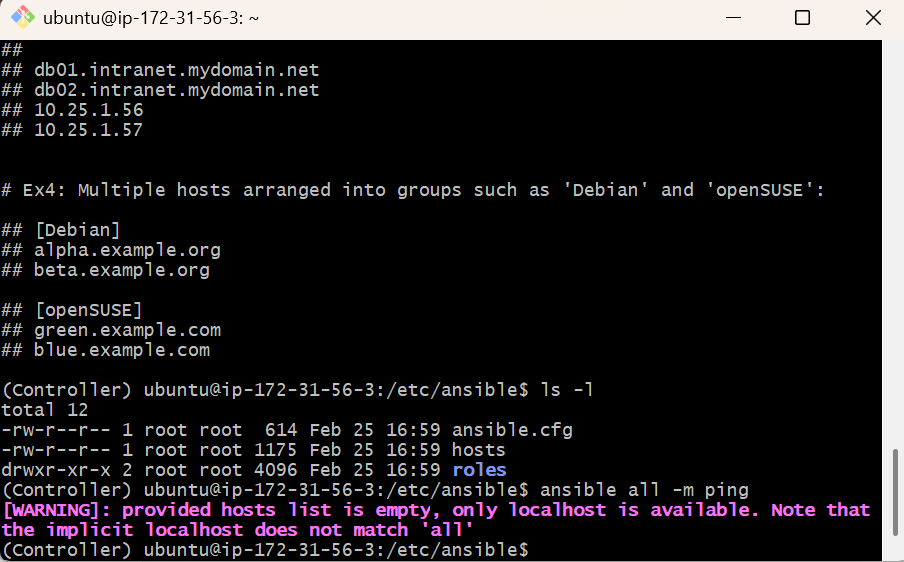 ubuntu@ip-172-31-56-3: ~
##
## db01.intranet.mydomain.net
## db02.intranet.mydomain.net
## 10.25.1.56
## 10.25.1.57
# Ex4: Multiple hosts arranged into groups such as 'Debian' and 'openSUSE':
## [Debian]
## alpha.example.org
## beta.example.org
## [openSUSE]
## green.example.com
## blue.example.com
(Controller) ubuntu@ip-172-31-56-3:/etc/ansible$ ls -l
total 12
-rw-r--r-- 1 root root  614 Feb 25 16:59 ansible.cfg
-rw-r--r-- 1 root root 1175 Feb 25 16:59 hosts
drwxr-xr-x 2 root root 4096 Feb 25 16:59 roles
(Controller) ubuntu@ip-172-31-56-3:/etc/ansible$ ansible all -m ping
[WARNING]: provided hosts list is empty, only localhost is available. Note that
the implicit localhost does not match 'all'
(Controller) ubuntu@ip-172-31-56-3:/etc/ansible$